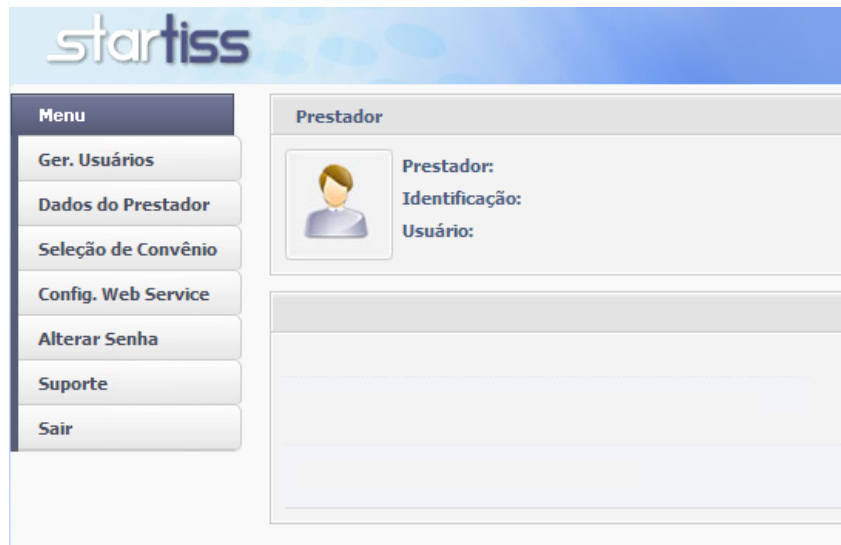 startiss
Menu
Ger. Usuários
Dados do Prestador
Seleção de Convênio
Config. Web Service
Alterar Senha
Suporte
Sair
Prestador
Prestador:
Identificação:
Usuário: